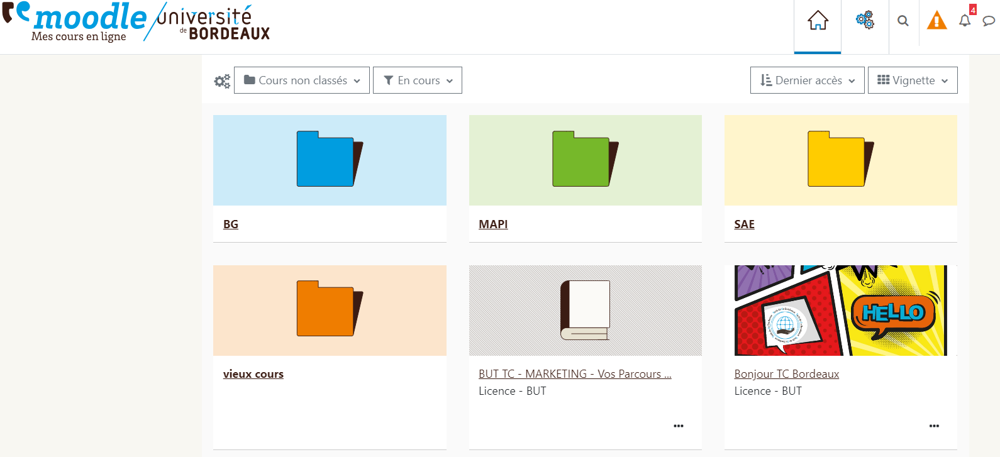 moodle
Mes cours en ligne
université
de BORDEAUX
4
Cours non classés
En cours
Dernier accès
Vignette
BG
MAPI
SAE
HELLO
vieux cours
BUT TC - MARKETING - Vos Parcours ...
Licence - BUT
Bonjour TC Bordeaux
Licence - BUT